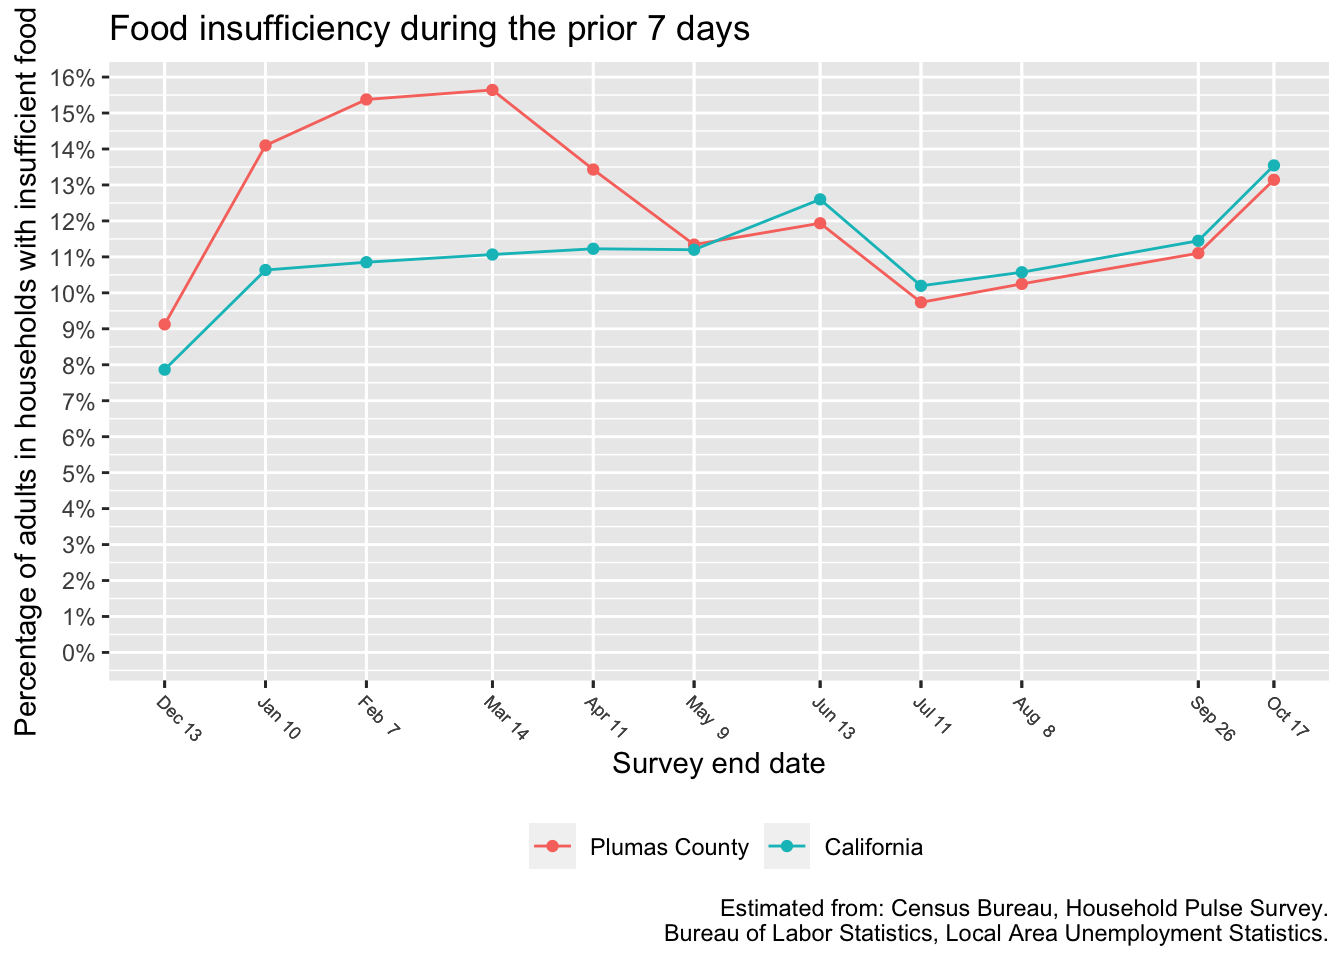 Food insufficiency during the prior 7 days
Percentage of adults in households with insufficient food
16%
15%
14%
13%
12%
11%
10%
9%
8%
7%
6%
5%
4%
3%
2%
1%
0%
Dec 13
Jan 10
Feb 7
Mar 14
Apr 11
May 9
Jun 13
Jul 11
Aug 8
Sep 26
Oct 17
Survey end date
Plumas County
California
Estimated from: Census Bureau, Household Pulse Survey.
Bureau of Labor Statistics, Local Area Unemployment Statistics.